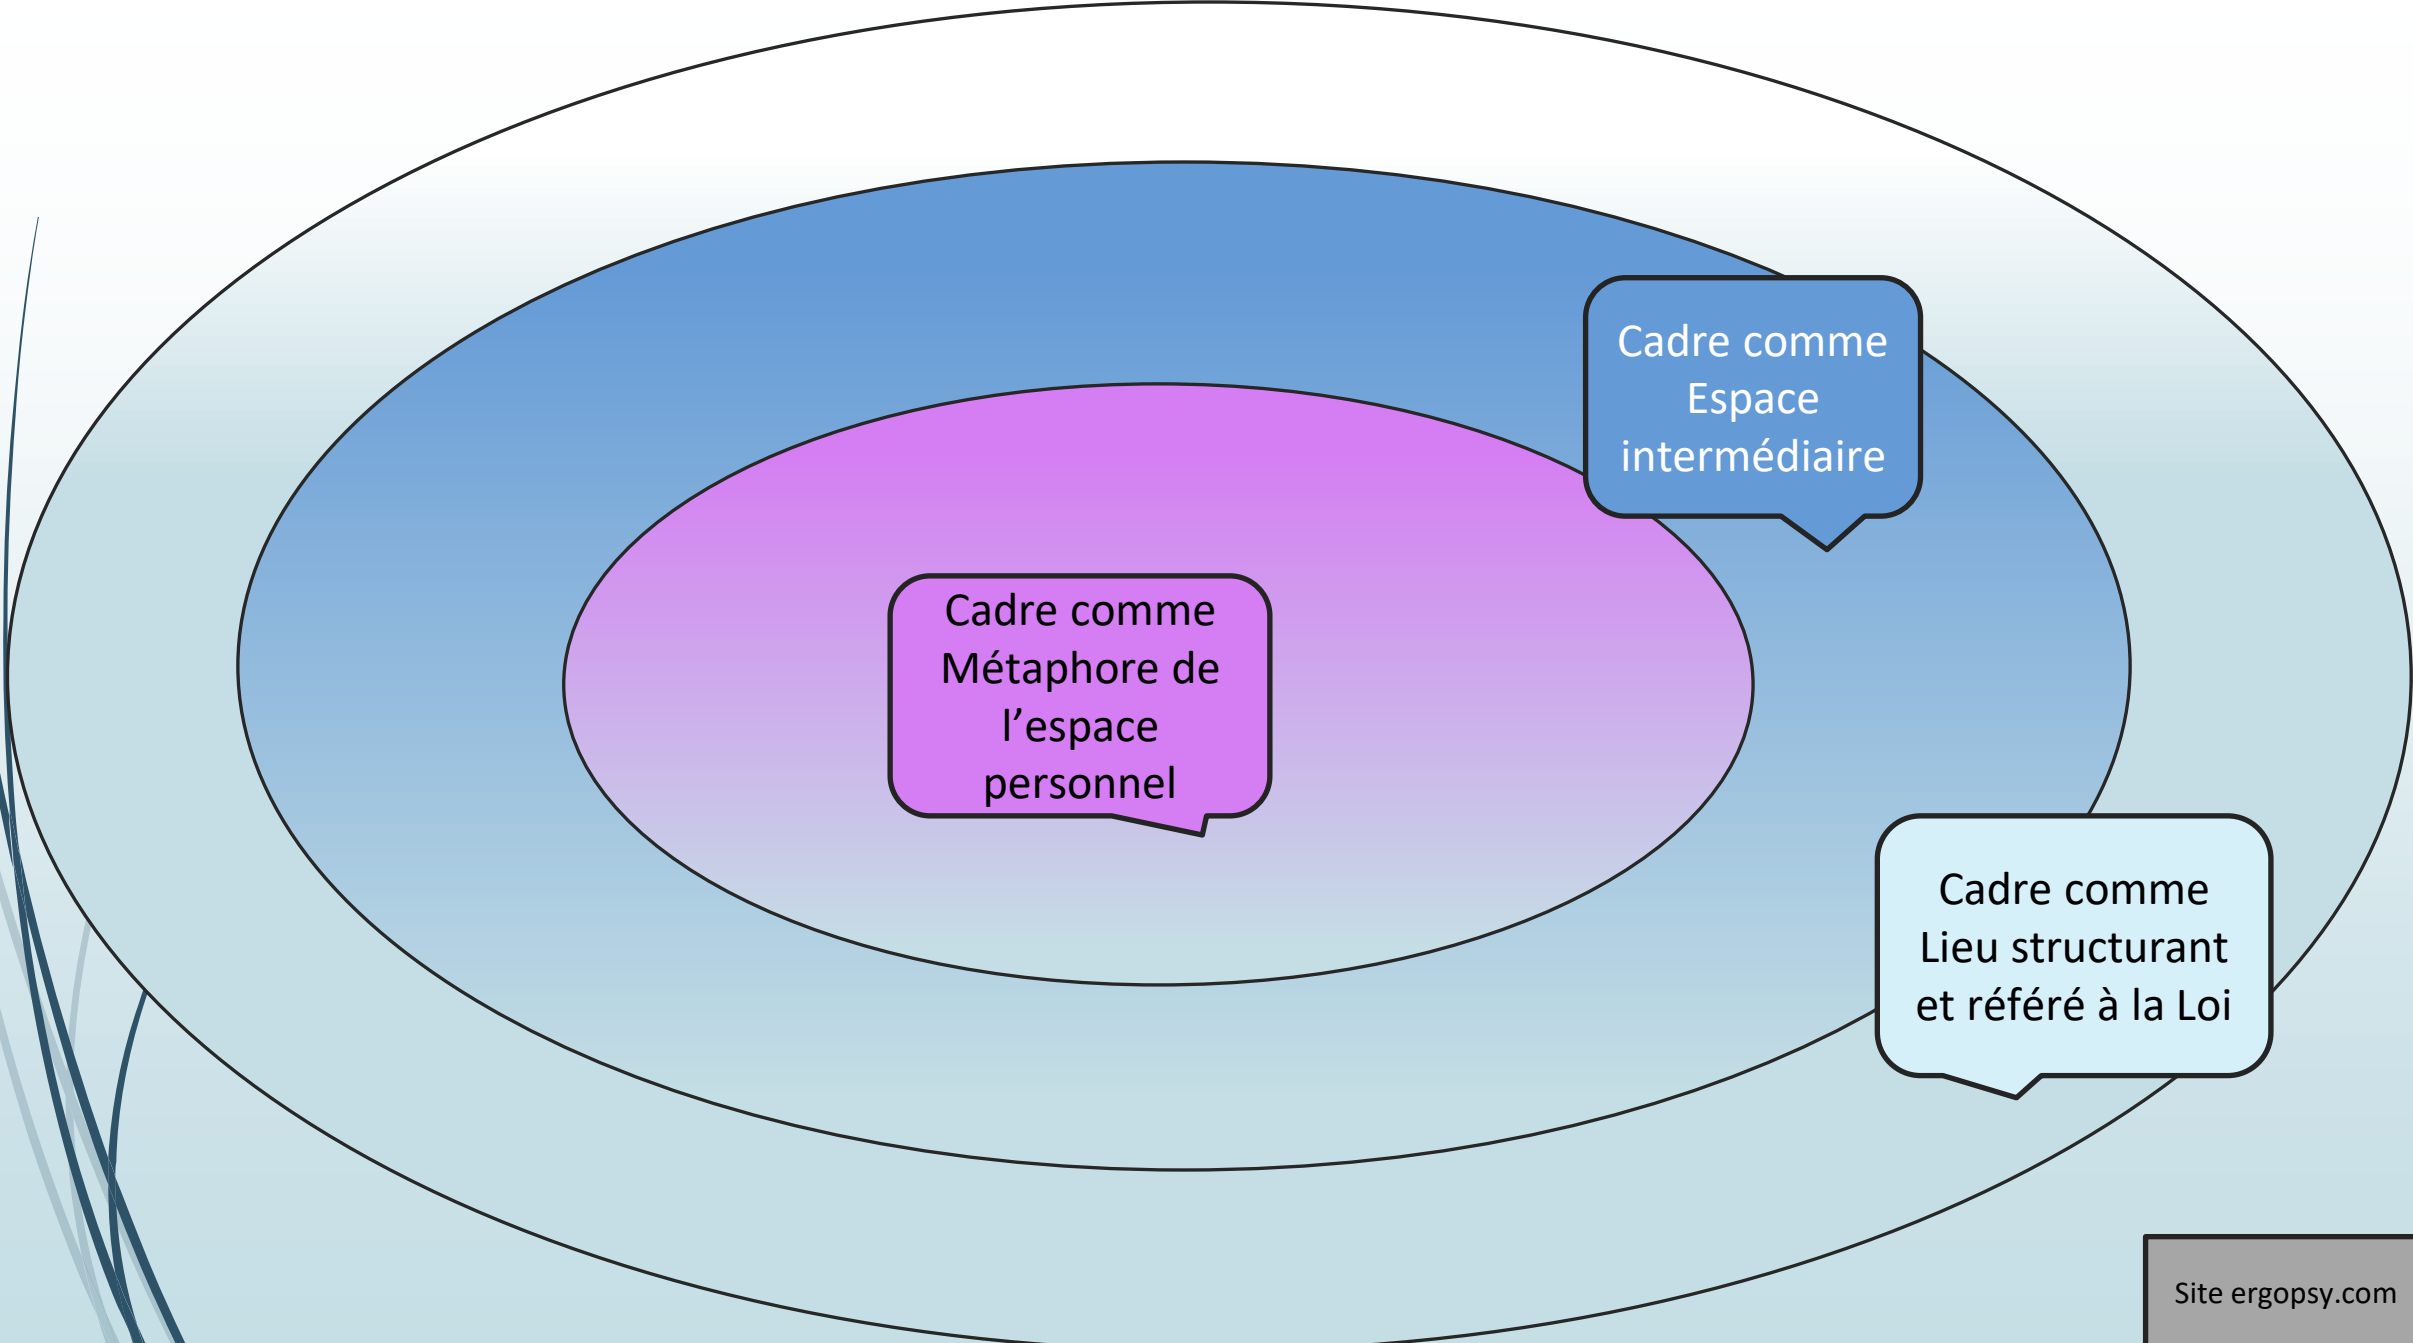 Cadre comme
Espace
intermédiaire
Cadre comme
Métaphore de
l’espace
personnel
Cadre comme
Lieu structurant
et référé à la Loi
Site ergopsy.com